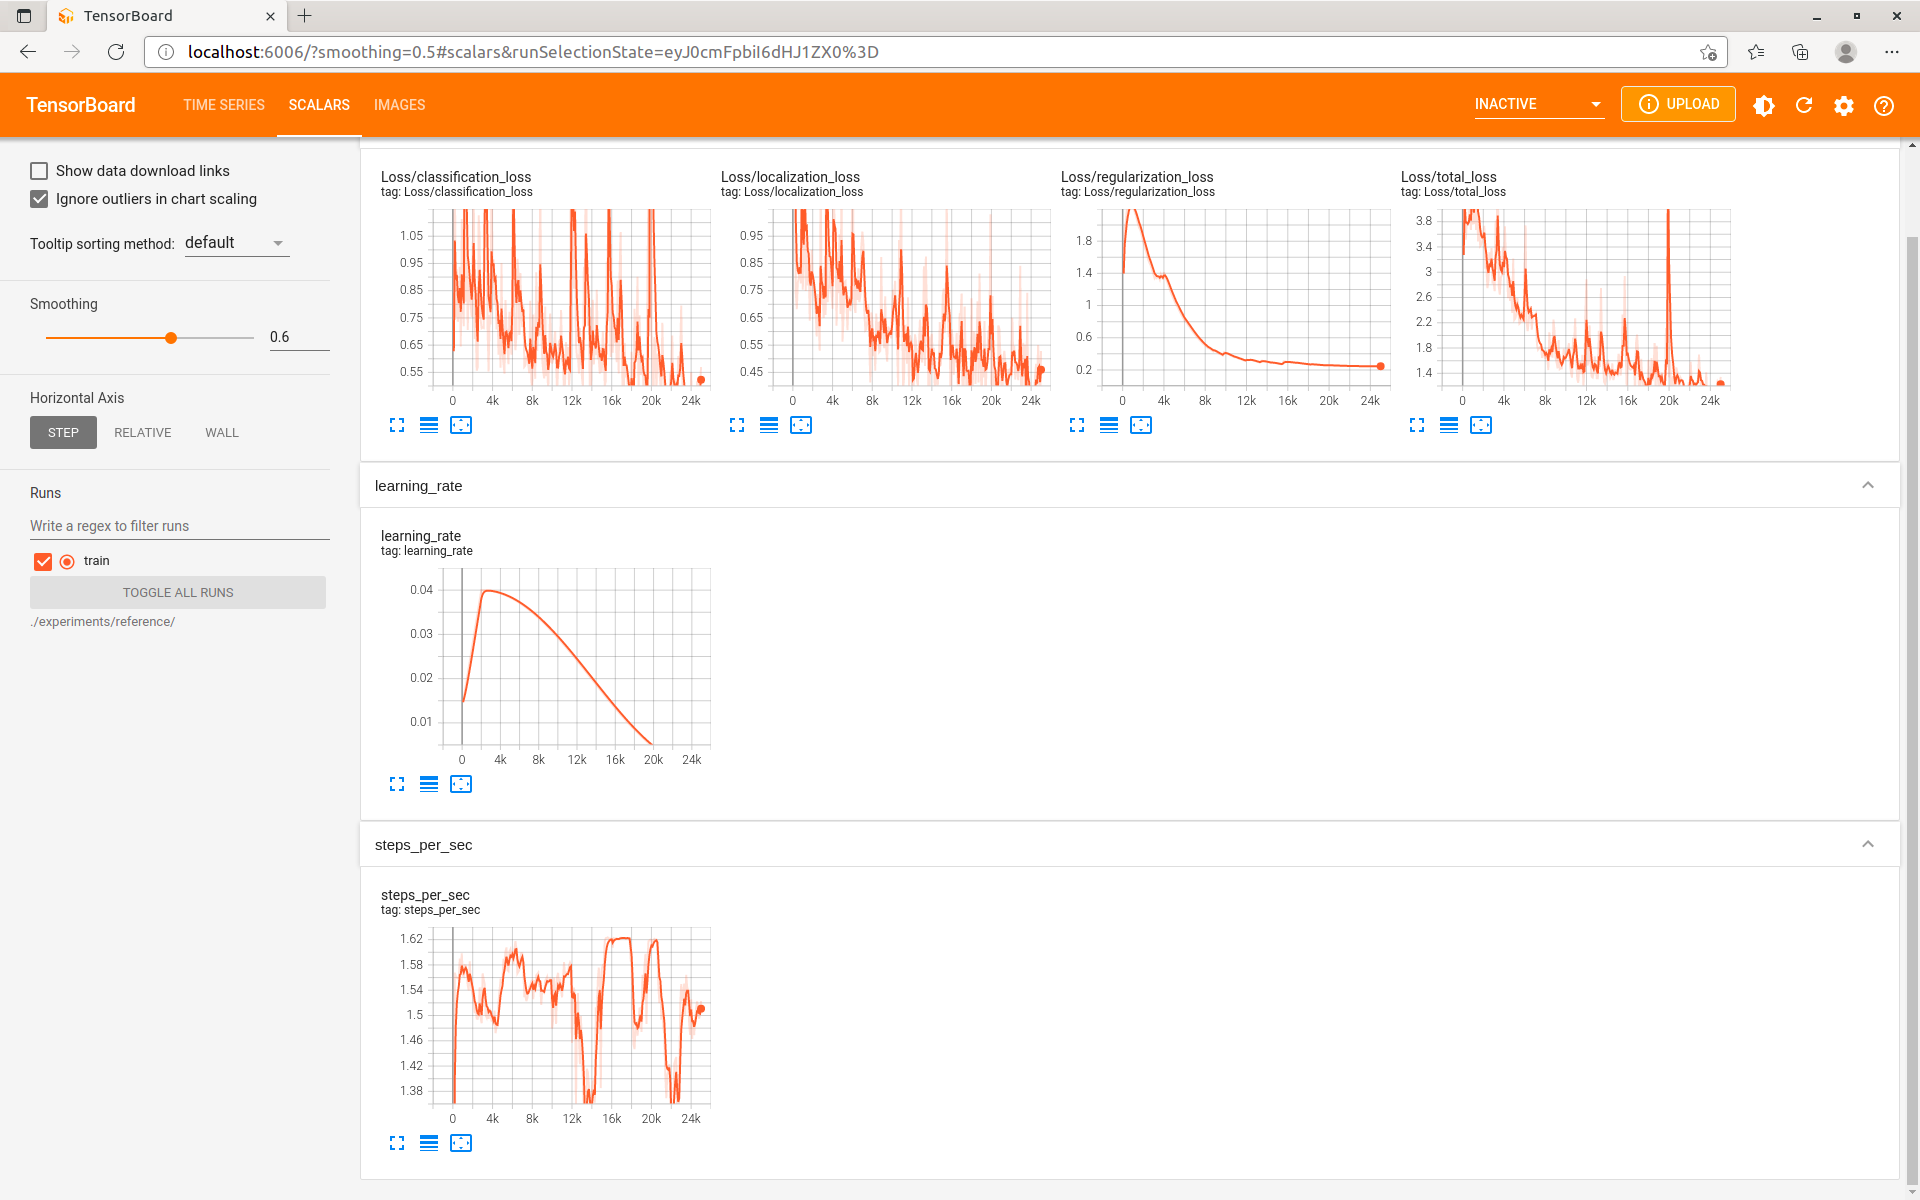 TensorBoard
localhost:6006/?smoothing=0.5#scalars&runSelectionState=eyJ0cmFpbiI6dHJ1ZX0%3D
TensorBoard TIME SERIES SCALARS IMAGES INACTIVE UPLOAD
Show data download links
Ignore outliers in chart scaling
Tooltip sorting method: default
Smoothing
0.6
Horizontal Axis
STEP RELATIVE WALL
Runs
Write a regex to filter runs
train
TOGGLE ALL RUNS
./experiments/reference/
Loss/classification_loss
tag: Loss/classification_loss
1.05
0.95
0.85
0.75
0.65
0.55
0 4k 8k 12k 16k 20k 24k
Loss/localization_loss
tag: Loss/localization_loss
0.95
0.85
0.75
0.65
0.55
0.45
0 4k 8k 12k 16k 20k 24k
Loss/regularization_loss
tag: Loss/regularization_loss
1.8
1.4
1
0.6
0.2
0 4k 8k 12k 16k 20k 24k
Loss/total_loss
tag: Loss/total_loss
3.8
3.4
3
2.6
2.2
1.8
1.4
0 4k 8k 12k 16k 20k 24k
learning_rate
learning_rate
tag: learning_rate
0.04
0.03
0.02
0.01
0 4k 8k 12k 16k 20k 24k
steps_per_sec
steps_per_sec
tag: steps_per_sec
1.62
1.58
1.54
1.5
1.46
1.42
1.38
0 4k 8k 12k 16k 20k 24k